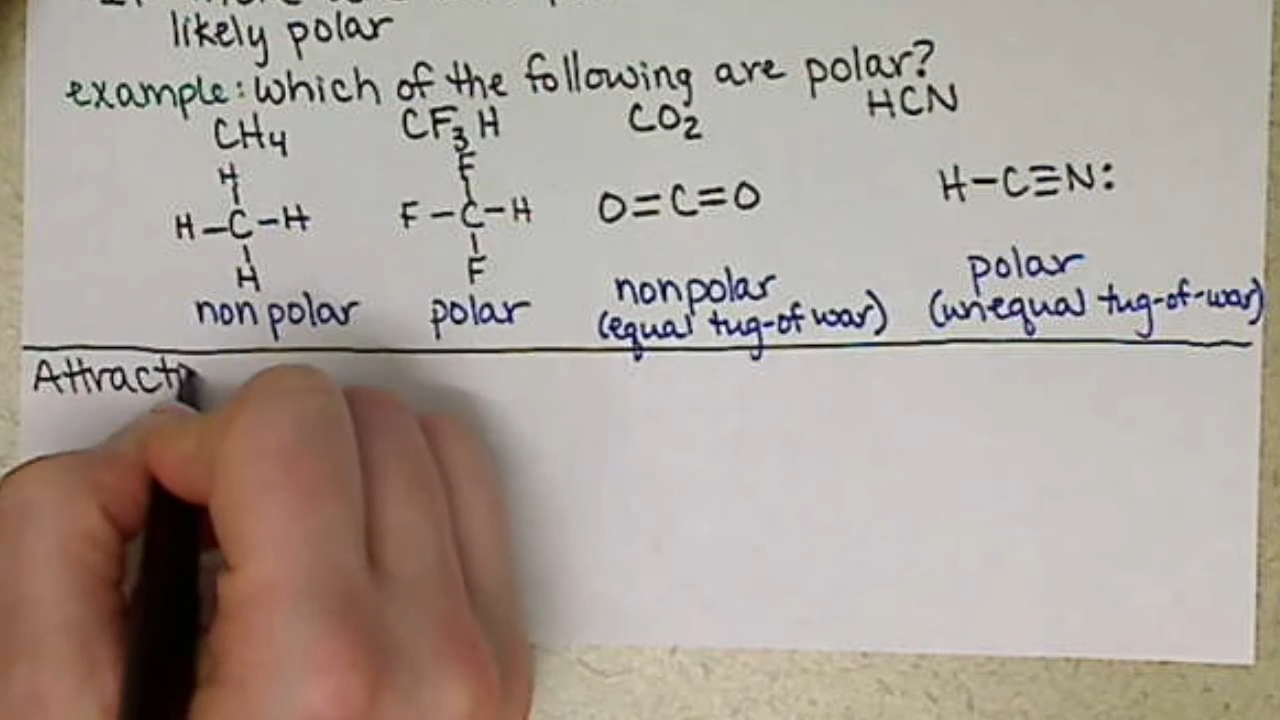 likely polar
example: which of the following are polar?
CH4 CF3H CO2 HCN
H F
H-C-H F-C-H O=C=O H-C≡N:
H F
nonpolar polar nonpolar polar
(equal tug-of war) (unequal tug-of-war)
Attracti